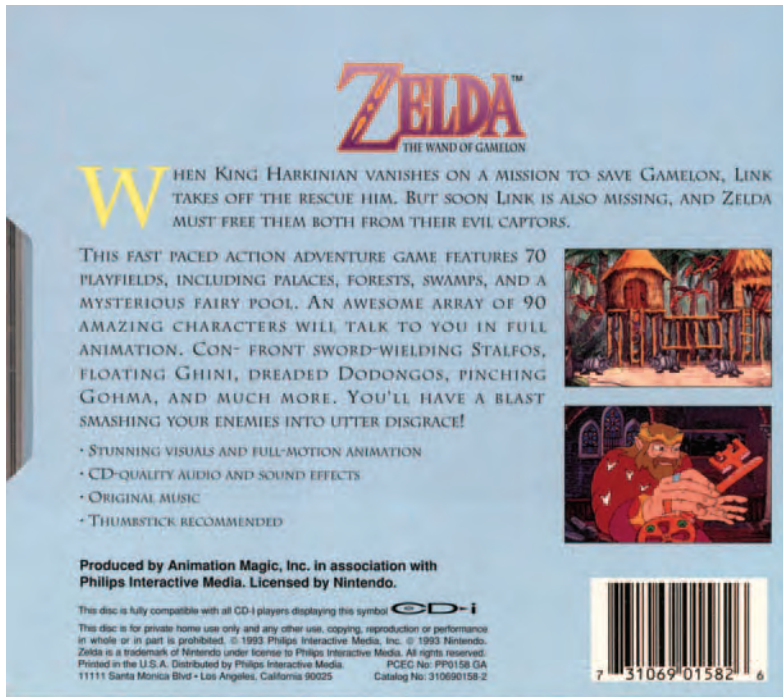 ZELDA™
THE WAND OF GAMELON
WHEN KING HARKINIAN VANISHES ON A MISSION TO SAVE GAMELON, LINK
TAKES OFF THE RESCUE HIM. BUT SOON LINK IS ALSO MISSING, AND ZELDA
MUST FREE THEM BOTH FROM THEIR EVIL CAPTORS.
THIS FAST PACED ACTION ADVENTURE GAME FEATURES 70
PLAYFIELDS, INCLUDING PALACES, FORESTS, SWAMPS, AND A
MYSTERIOUS FAIRY POOL. AN AWESOME ARRAY OF 90
AMAZING CHARACTERS WILL TALK TO YOU IN FULL
ANIMATION. CON- FRONT SWORD-WIELDING STALFOS,
FLOATING GHINI, DREADED DODONGOS, PINCHING
GOHMA, AND MUCH MORE. YOU'LL HAVE A BLAST
SMASHING YOUR ENEMIES INTO UTTER DISGRACE!
· STUNNING VISUALS AND FULL-MOTION ANIMATION
· CD-QUALITY AUDIO AND SOUND EFFECTS
· ORIGINAL MUSIC
· THUMBSTICK RECOMMENDED
Produced by Animation Magic, Inc. in association with
Philips Interactive Media. Licensed by Nintendo.
This disc is fully compatible with all CD-I players displaying this symbol CD-i
This disc is for private home use only and any other use, copying, reproduction or performance
in whole or in part is prohibited. © 1993 Philips Interactive Media, Inc. © 1993 Nintendo.
Zelda is a trademark of Nintendo under license to Philips Interactive Media. All rights reserved.
Printed in the U.S.A. Distributed by Philips Interactive Media. PCEC No: PP0158 GA
11111 Santa Monica Blvd • Los Angeles, California 90025 Catalog No: 310690158-2
7 31069 01582 6